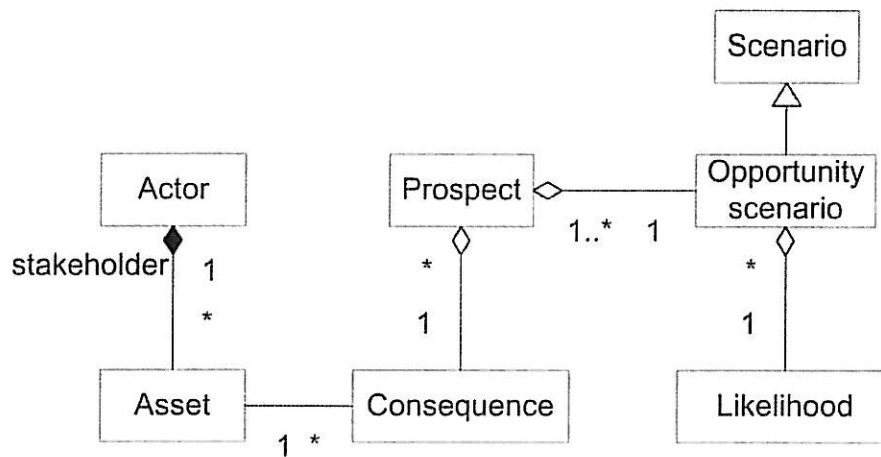 Scenario
Actor
Prospect
Opportunity
scenario
stakeholder
1
*
*
1
1..*
1
*
1
Asset
Consequence
Likelihood
1
*